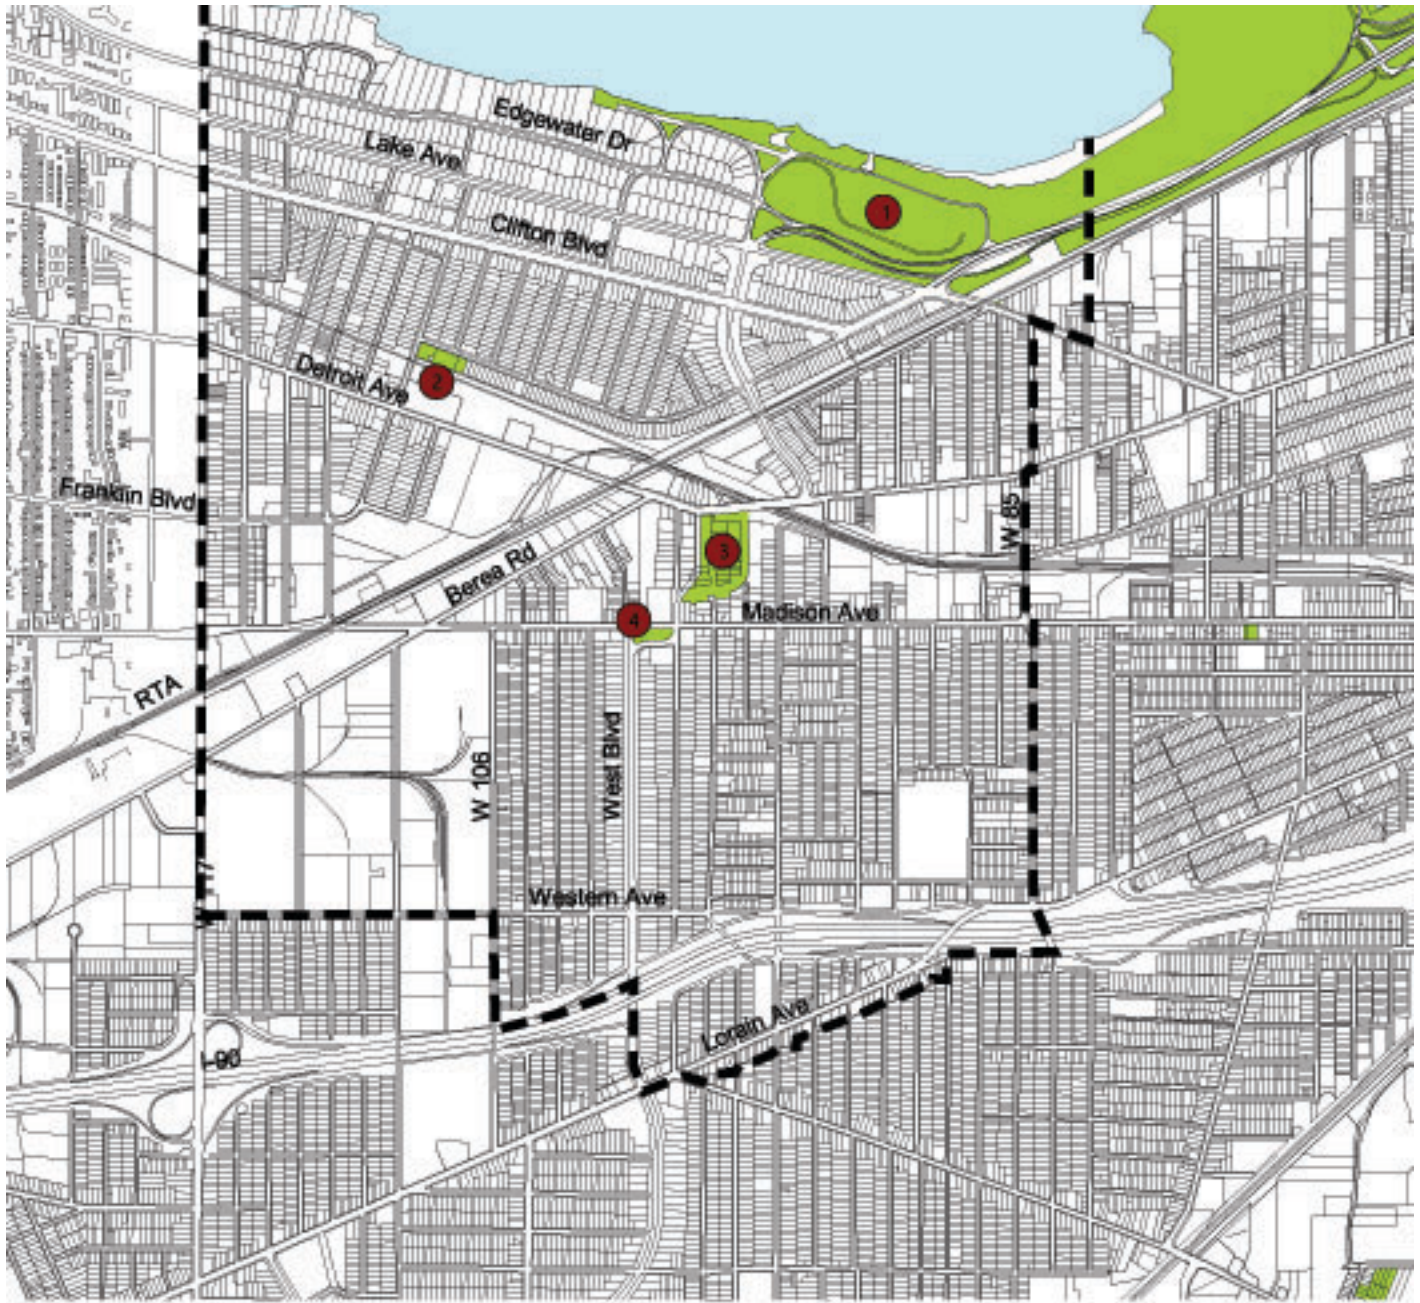 Edgewater Dr
Lake Ave
1
Clifton Blvd
Detroit Ave
2
Franklin Blvd
W 85
3
Berea Rd
4
Madison Ave
RTA
West Blvd
W 106
Western Ave
Lorain Ave
I-90